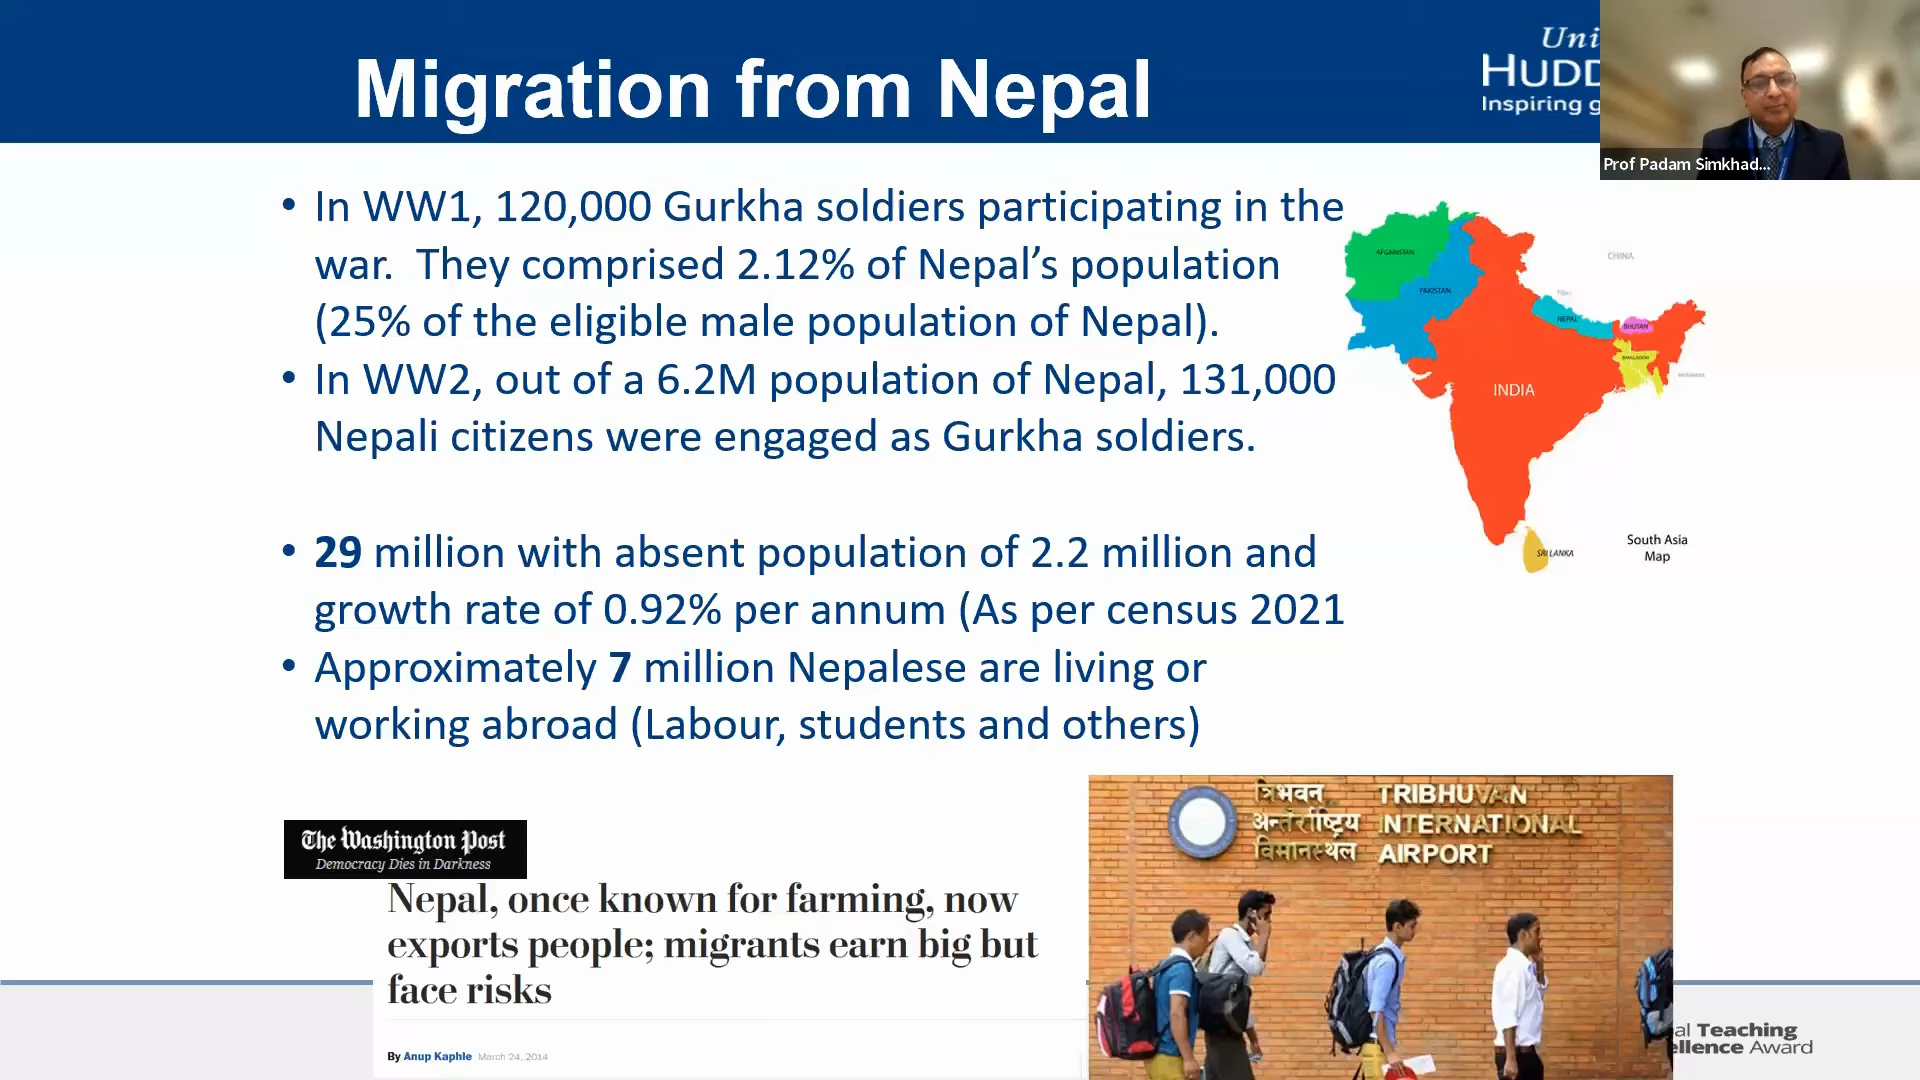 Migration from Nepal
Uni
HUDD
Inspiring g
Prof Padam Simkhad...
• In WW1, 120,000 Gurkha soldiers participating in the
war. They comprised 2.12% of Nepal’s population
(25% of the eligible male population of Nepal).
• In WW2, out of a 6.2M population of Nepal, 131,000
Nepali citizens were engaged as Gurkha soldiers.
• 29 million with absent population of 2.2 million and
growth rate of 0.92% per annum (As per census 2021
• Approximately 7 million Nepalese are living or
working abroad (Labour, students and others)
AFGANISTAN
PAKISTAN
CHINA
NEPAL
BHUTAN
BANGLADESH
MYANMAR
INDIA
SRI LANKA
South Asia
Map
The Washington Post
Democracy Dies in Darkness
Nepal, once known for farming, now
exports people; migrants earn big but
face risks
By Anup Kaphle March 24, 2014
त्रिभुवन TRIBHUVAN
अन्तर्राष्ट्रिय INTERNATIONAL
विमानस्थल AIRPORT
al Teaching
ellence Award